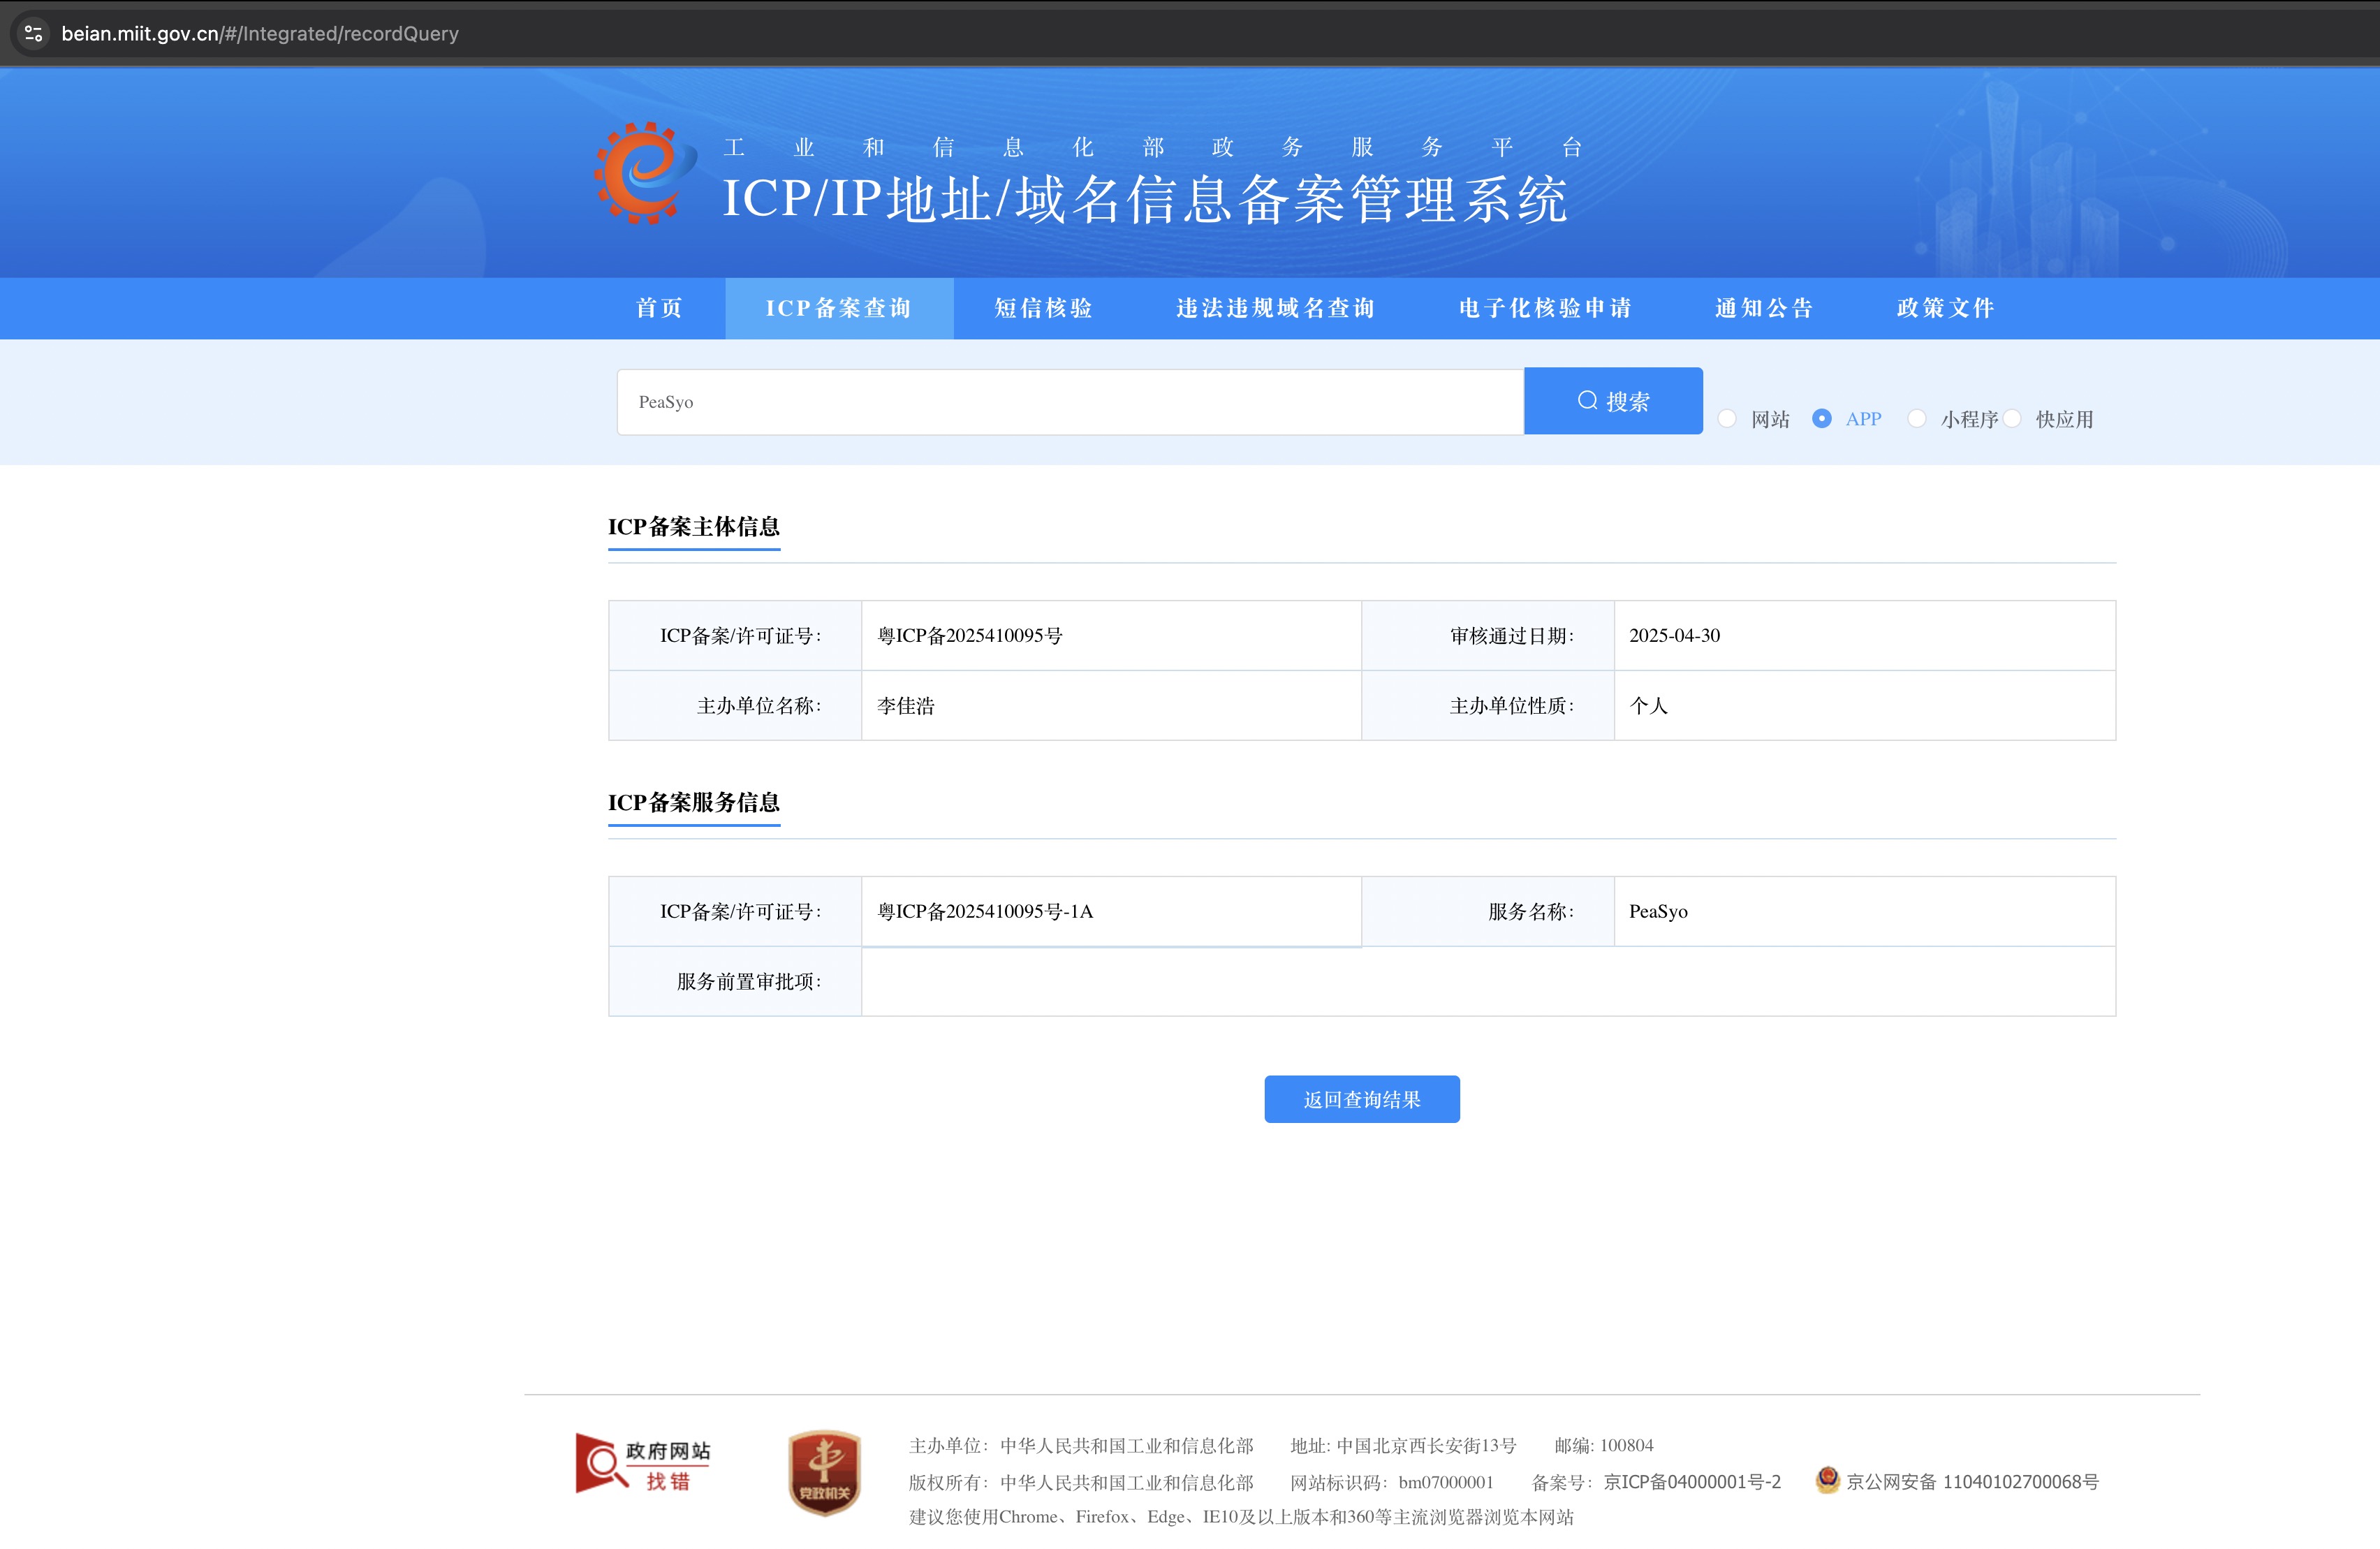 beian.miit.gov.cn/#/Integrated/recordQuery
工业和信息化部政务服务平台
ICP/IP地址/域名信息备案管理系统
首页 ICP备案查询 短信核验 违法违规域名查询 电子化核验申请 通知公告 政策文件
PeaSyo 搜索 网站 APP 小程序 快应用
ICP备案主体信息
ICP备案/许可证号： 粤ICP备2025410095号 审核通过日期： 2025-04-30
主办单位名称： 李佳浩 主办单位性质： 个人
ICP备案服务信息
ICP备案/许可证号： 粤ICP备2025410095号-1A 服务名称： PeaSyo
服务前置审批项：
返回查询结果
政府网站
找错
党政机关
主办单位：中华人民共和国工业和信息化部 地址: 中国北京西长安街13号 邮编: 100804
版权所有：中华人民共和国工业和信息化部 网站标识码：bm07000001 备案号：京ICP备04000001号-2 京公网安备 11040102700068号
建议您使用Chrome、Firefox、Edge、IE10及以上版本和360等主流浏览器浏览本网站